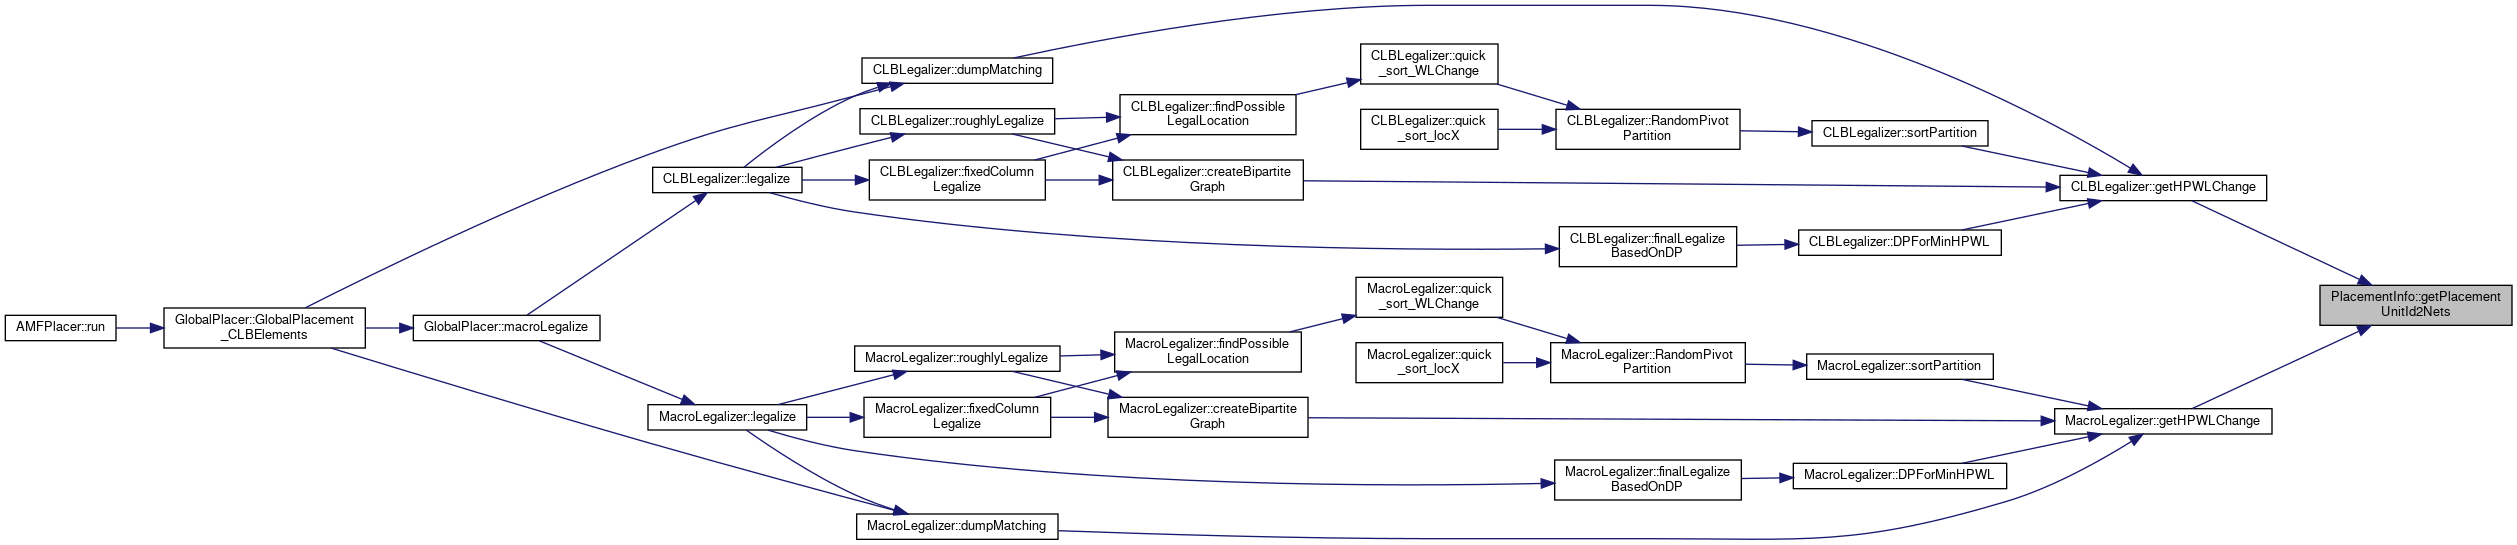 CLBLegalizer::dumpMatching
CLBLegalizer::quick
_sort_WLChange
CLBLegalizer::findPossible
LegalLocation
CLBLegalizer::roughlyLegalize
CLBLegalizer::quick
_sort_locX
CLBLegalizer::RandomPivot
Partition
CLBLegalizer::sortPartition
CLBLegalizer::legalize
CLBLegalizer::fixedColumn
Legalize
CLBLegalizer::createBipartite
Graph
CLBLegalizer::getHPWLChange
CLBLegalizer::finalLegalize
BasedOnDP
CLBLegalizer::DPForMinHPWL
PlacementInfo::getPlacement
UnitId2Nets
AMFPlacer::run
GlobalPlacer::GlobalPlacement
_CLBElements
GlobalPlacer::macroLegalize
MacroLegalizer::quick
_sort_WLChange
MacroLegalizer::findPossible
LegalLocation
MacroLegalizer::roughlyLegalize
MacroLegalizer::quick
_sort_locX
MacroLegalizer::RandomPivot
Partition
MacroLegalizer::sortPartition
MacroLegalizer::legalize
MacroLegalizer::fixedColumn
Legalize
MacroLegalizer::createBipartite
Graph
MacroLegalizer::getHPWLChange
MacroLegalizer::finalLegalize
BasedOnDP
MacroLegalizer::DPForMinHPWL
MacroLegalizer::dumpMatching